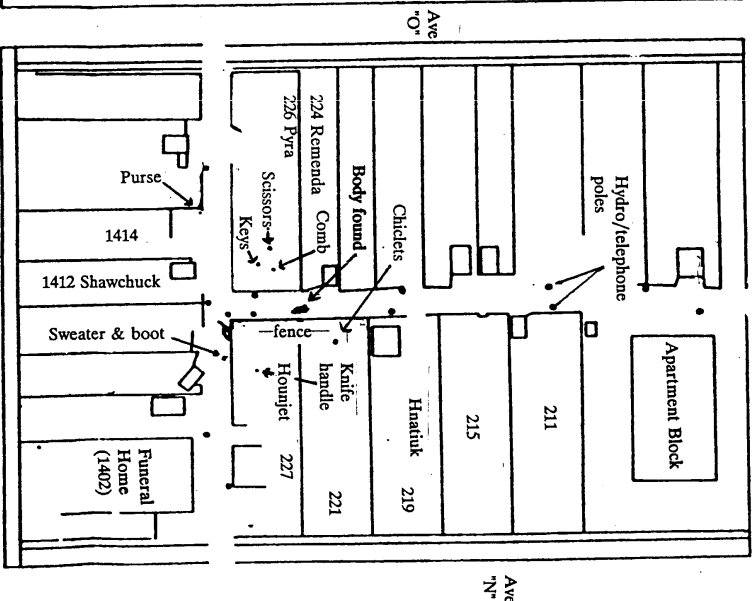 Ave
"O"
226 Pyra
224 Remenda
Scissors
Keys
Comb
Body found
Chiclets
Hydro/telephone
poles
Purse
1414
1412 Shawchuck
Sweater & boot
fence
Knife
handle
Hounjet
227
221
Hnatiuk
219
215
211
Apartment Block
Funeral
Home
(1402)
Ave
"N"